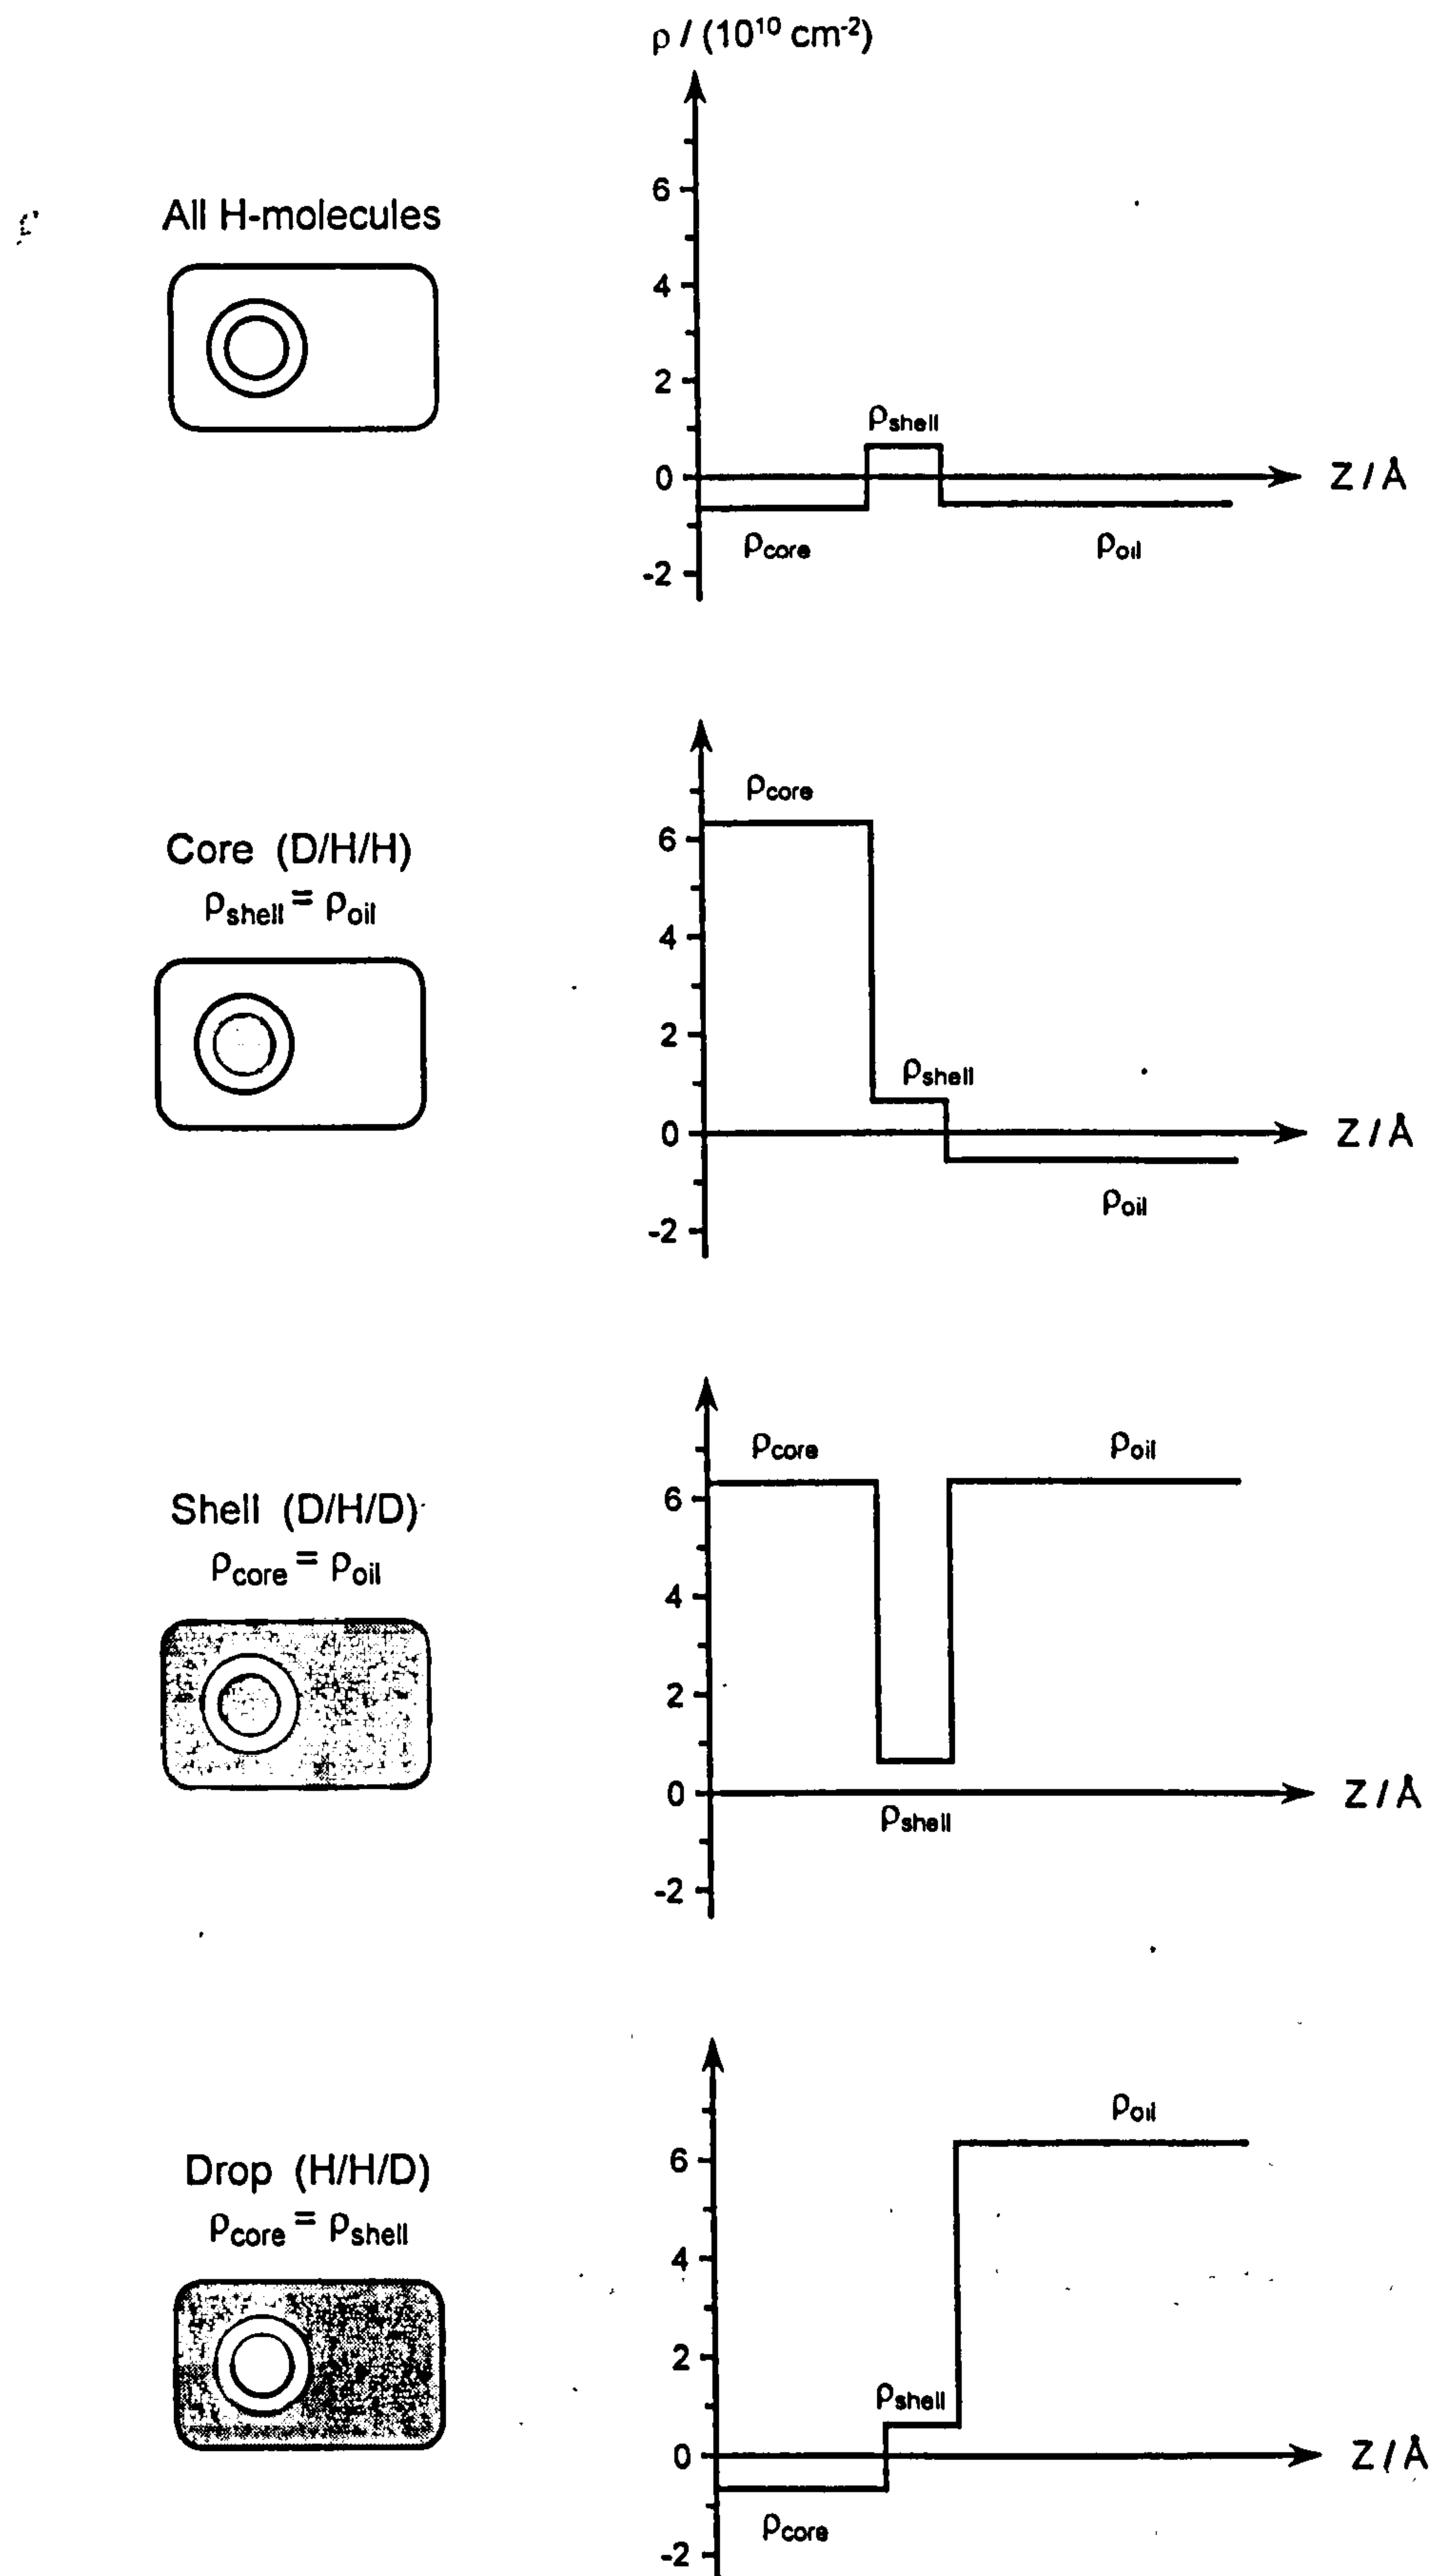 ρ / (10¹⁰ cm⁻²)
All H-molecules
6
4
2
0
-2
ρshell
ρcore
ρoil
Z / Å
Core (D/H/H)
ρshell = ρoil
6
4
2
0
-2
ρcore
ρshell
ρoil
Z / Å
Shell (D/H/D)
ρcore = ρoil
6
4
2
0
-2
ρcore
ρoil
ρshell
Z / Å
Drop (H/H/D)
ρcore = ρshell
6
4
2
0
-2
ρoil
ρshell
ρcore
Z / Å